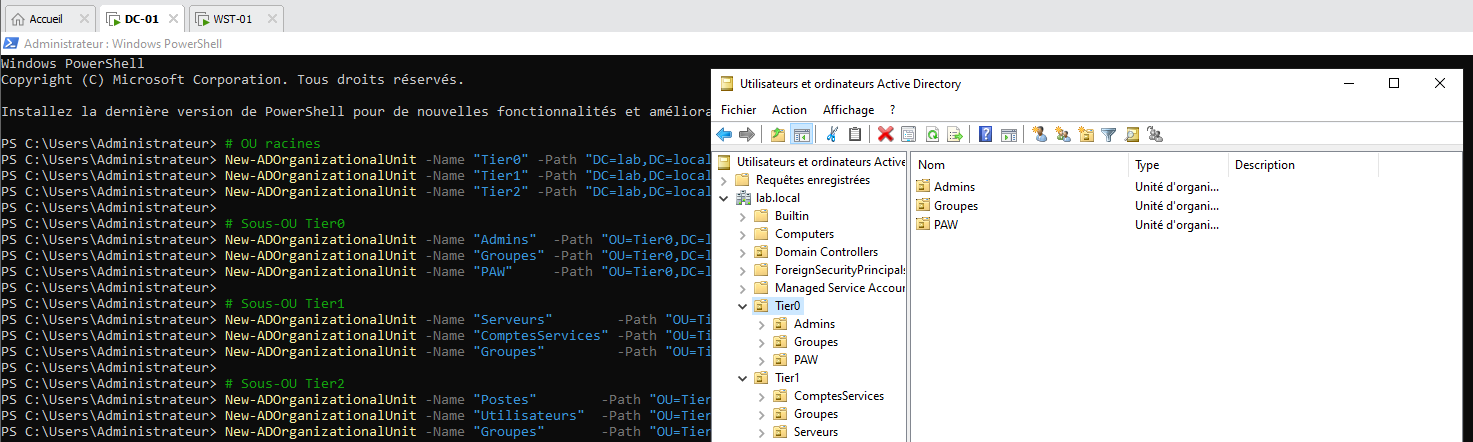 Accueil
DC-01
WST-01
Administrateur : Windows PowerShell
Windows PowerShell
Copyright (C) Microsoft Corporation. Tous droits réservés.
Installez la dernière version de PowerShell pour de nouvelles fonctionnalités et améliora
PS C:\Users\Administrateur> # OU racines
PS C:\Users\Administrateur> New-ADOrganizationalUnit -Name "Tier0" -Path "DC=lab,DC=local
PS C:\Users\Administrateur> New-ADOrganizationalUnit -Name "Tier1" -Path "DC=lab,DC=local
PS C:\Users\Administrateur> New-ADOrganizationalUnit -Name "Tier2" -Path "DC=lab,DC=local
PS C:\Users\Administrateur>
PS C:\Users\Administrateur> # Sous-OU Tier0
PS C:\Users\Administrateur> New-ADOrganizationalUnit -Name "Admins" -Path "OU=Tier0,DC=l
PS C:\Users\Administrateur> New-ADOrganizationalUnit -Name "Groupes" -Path "OU=Tier0,DC=l
PS C:\Users\Administrateur> New-ADOrganizationalUnit -Name "PAW" -Path "OU=Tier0,DC=l
PS C:\Users\Administrateur>
PS C:\Users\Administrateur> # Sous-OU Tier1
PS C:\Users\Administrateur> New-ADOrganizationalUnit -Name "Serveurs" -Path "OU=Ti
PS C:\Users\Administrateur> New-ADOrganizationalUnit -Name "ComptesServices" -Path "OU=Ti
PS C:\Users\Administrateur> New-ADOrganizationalUnit -Name "Groupes" -Path "OU=Ti
PS C:\Users\Administrateur>
PS C:\Users\Administrateur> # Sous-OU Tier2
PS C:\Users\Administrateur> New-ADOrganizationalUnit -Name "Postes" -Path "OU=Tier
PS C:\Users\Administrateur> New-ADOrganizationalUnit -Name "Utilisateurs" -Path "OU=Tier
PS C:\Users\Administrateur> New-ADOrganizationalUnit -Name "Groupes" -Path "OU=Tier
Utilisateurs et ordinateurs Active Directory
Fichier Action Affichage ?
Utilisateurs et ordinateurs Active
Requêtes enregistrées
lab.local
Builtin
Computers
Domain Controllers
ForeignSecurityPrincipals
Managed Service Accour
Tier0
Admins
Groupes
PAW
Tier1
ComptesServices
Groupes
Serveurs
Nom Type Description
Admins Unité d'organi...
Groupes Unité d'organi...
PAW Unité d'organi...